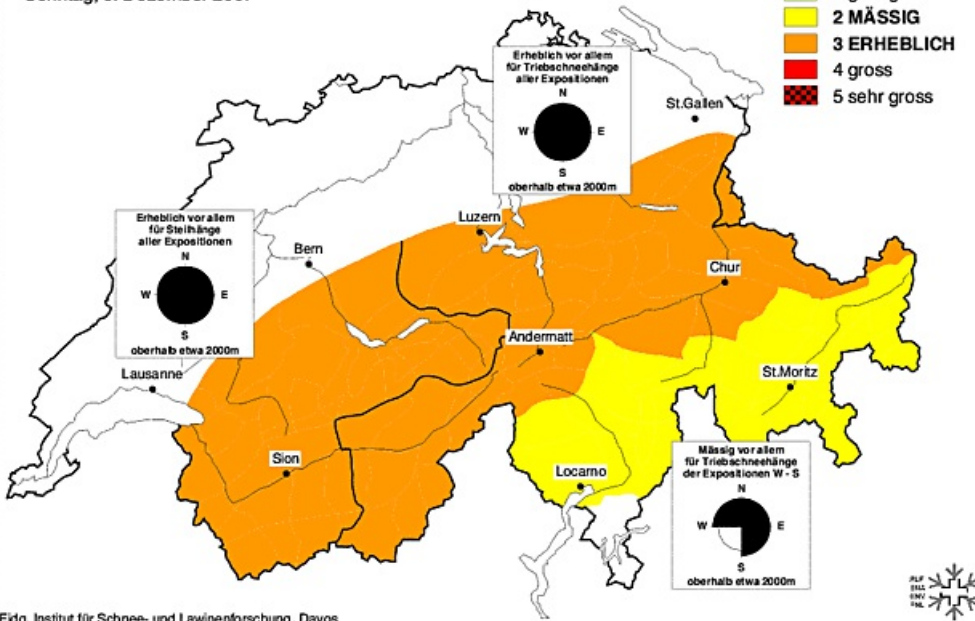 2 MÄSSIG
3 ERHEBLICH
4 gross
5 sehr gross
Erheblich vor allem
für Triebschneehänge
aller Expositionen
N
W E
S
oberhalb etwa 2000m
St.Gallen
Erheblich vor allem
für Steilhänge
aller Expositionen
N
W E
S
oberhalb etwa 2000m
Luzern
Bern
Chur
Andermatt
Lausanne
St.Moritz
Sion
Locarno
Mässig vor allem
für Triebschneehänge
der Expositionen W - S
N
W E
S
oberhalb etwa 2000m
SLF
Eidg. Institut für Schnee- und Lawinenforschung, Davos